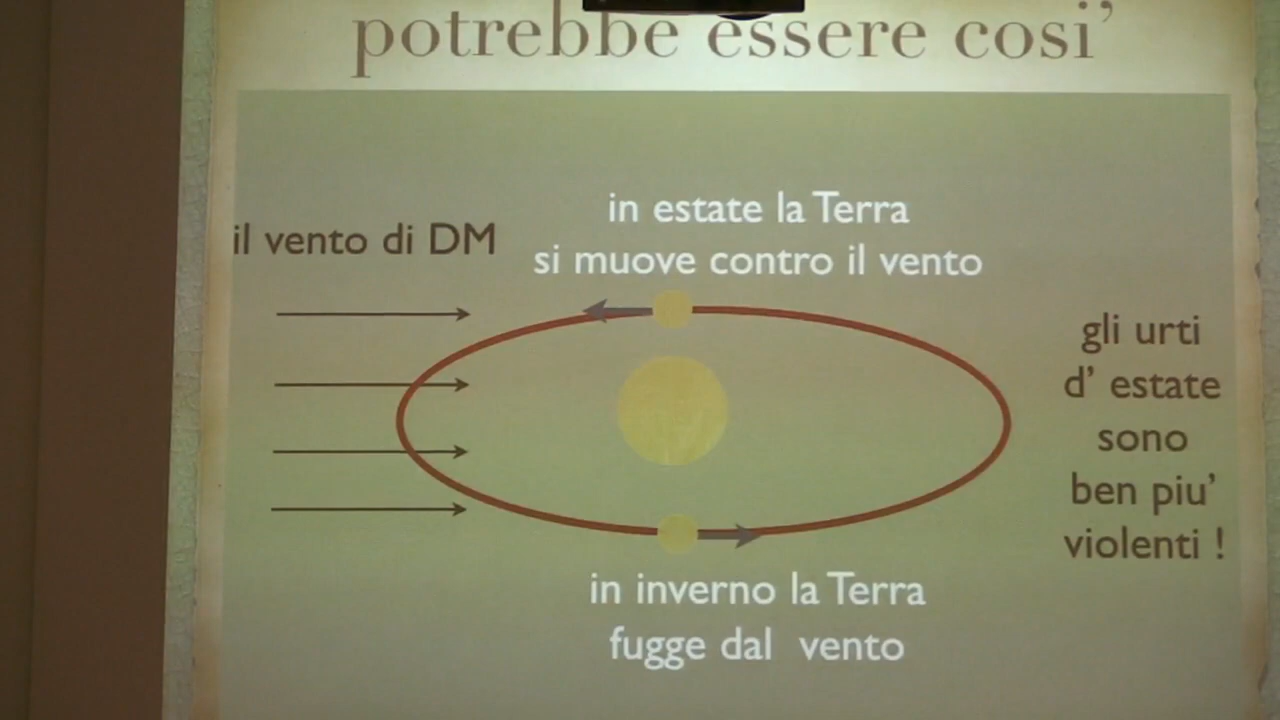 potrebbe essere cosi'
in estate la Terra
si muove contro il vento
il vento di DM
gli urti
d' estate
sono
ben piu'
violenti !
in inverno la Terra
fugge dal vento